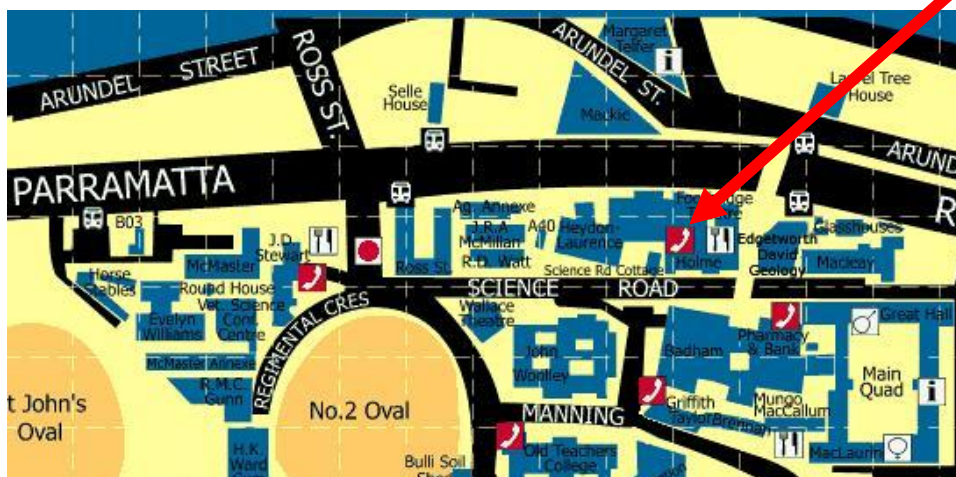 Margaret
Telfer
ARUNDEL STREET
ROSS ST.
ARUNDEL ST.
Selle
House
Mackie
Laurel Tree
House
ARUND
PARRAMATTA
R
B03
J.D.
Stewart
McMaster
Horse
Stables
Round House
Vet. Science
Conf.
Centre
Evelyn
Williams
McMaster Annexe
R.M.C.
Gunn
REGIMENTAL CRES
Ross St.
Ag. Annexe
J.R.A
McMillan
R.D. Watt
A40
Heydon-
Laurence
Science Rd Cottage
Holme
Edgetworth
David
Geology
Glasshouses
Macleay
SCIENCE ROAD
Wallace
Theatre
John
Woolley
Badham
Pharmacy
& Bank
Great Hall
Main
Quad
t John's
Oval
No.2 Oval
MANNING
Griffith
Taylor
Brennan
Mungo
MacCallum
MacLaurin
H.K.
Ward
Bulli Soil
Old Teachers
College